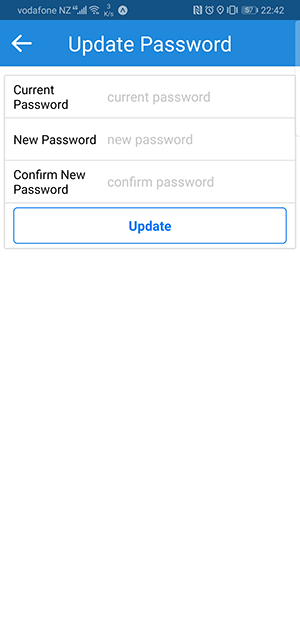 vodafone NZ 4G 3 K/s 57 22:42
Update Password
Current
Password
current password
New Password
new password
Confirm New
Password
confirm password
Update